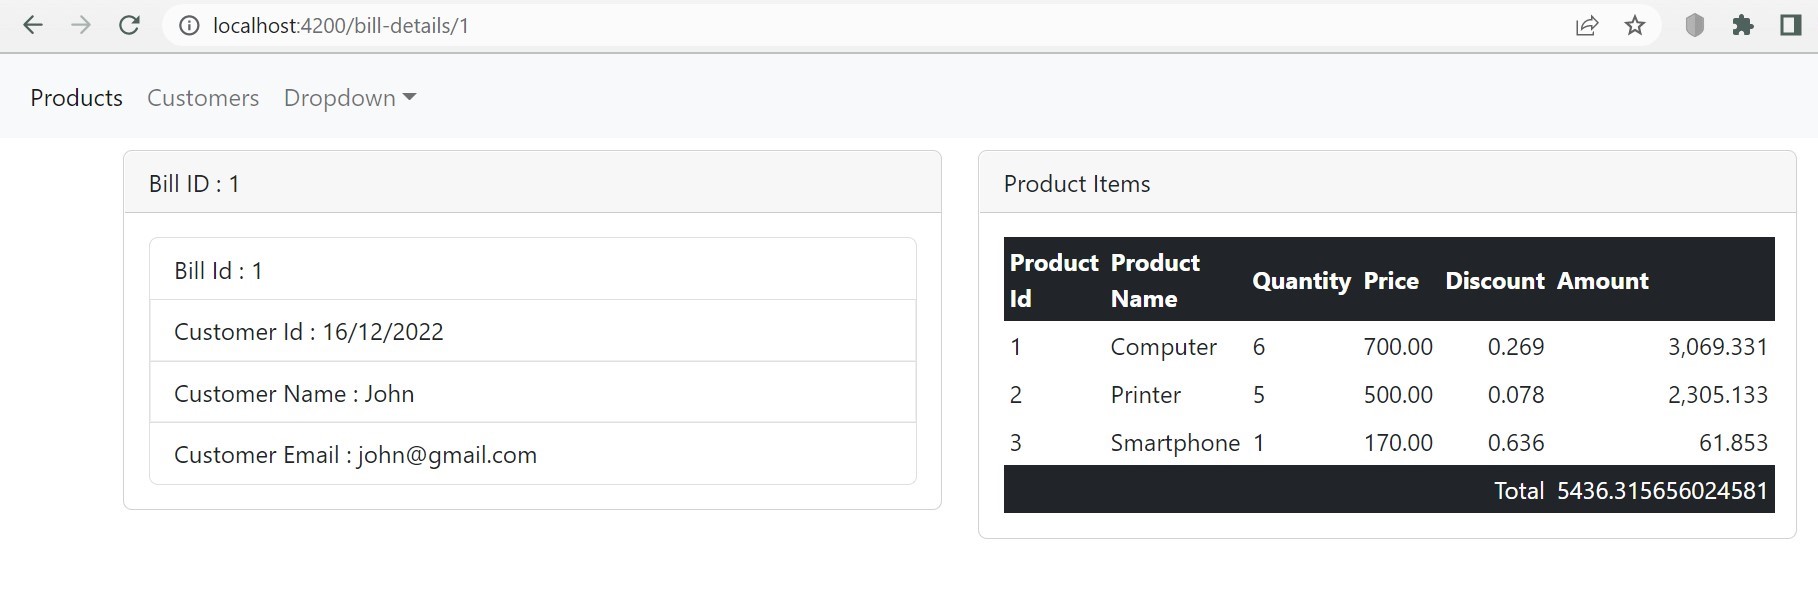 localhost:4200/bill-details/1
Products Customers Dropdown
Bill ID : 1
Bill Id : 1
Customer Id : 16/12/2022
Customer Name : John
Customer Email : john@gmail.com
Product Items
Product Id Product Name Quantity Price Discount Amount
1 Computer 6 700.00 0.269 3,069.331
2 Printer 5 500.00 0.078 2,305.133
3 Smartphone 1 170.00 0.636 61.853
Total 5436.315656024581